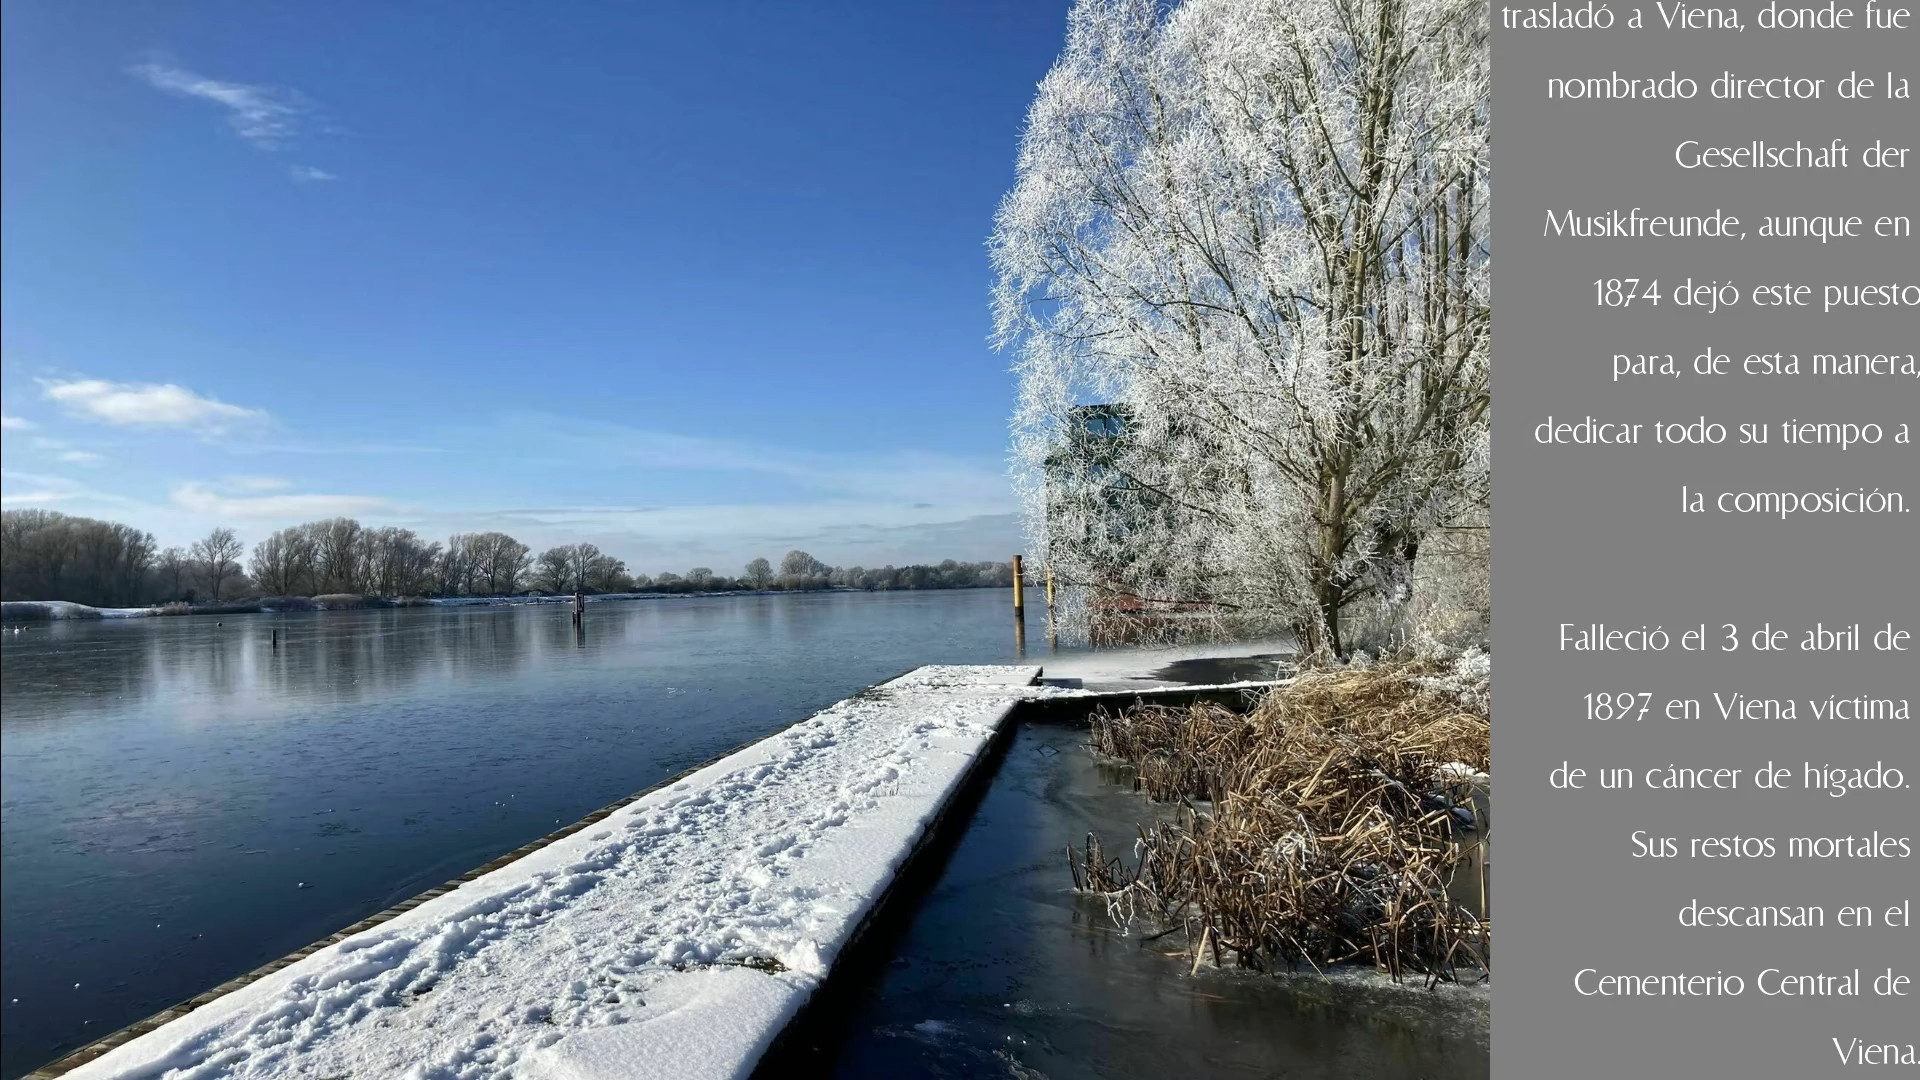 trasladó a Viena, donde fue
nombrado director de la
Gesellschaft der
Musikfreunde, aunque en
1874 dejó este puesto
para, de esta manera,
dedicar todo su tiempo a
la composición.
Falleció el 3 de abril de
1897 en Viena víctima
de un cáncer de hígado.
Sus restos mortales
descansan en el
Cementerio Central de
Viena.